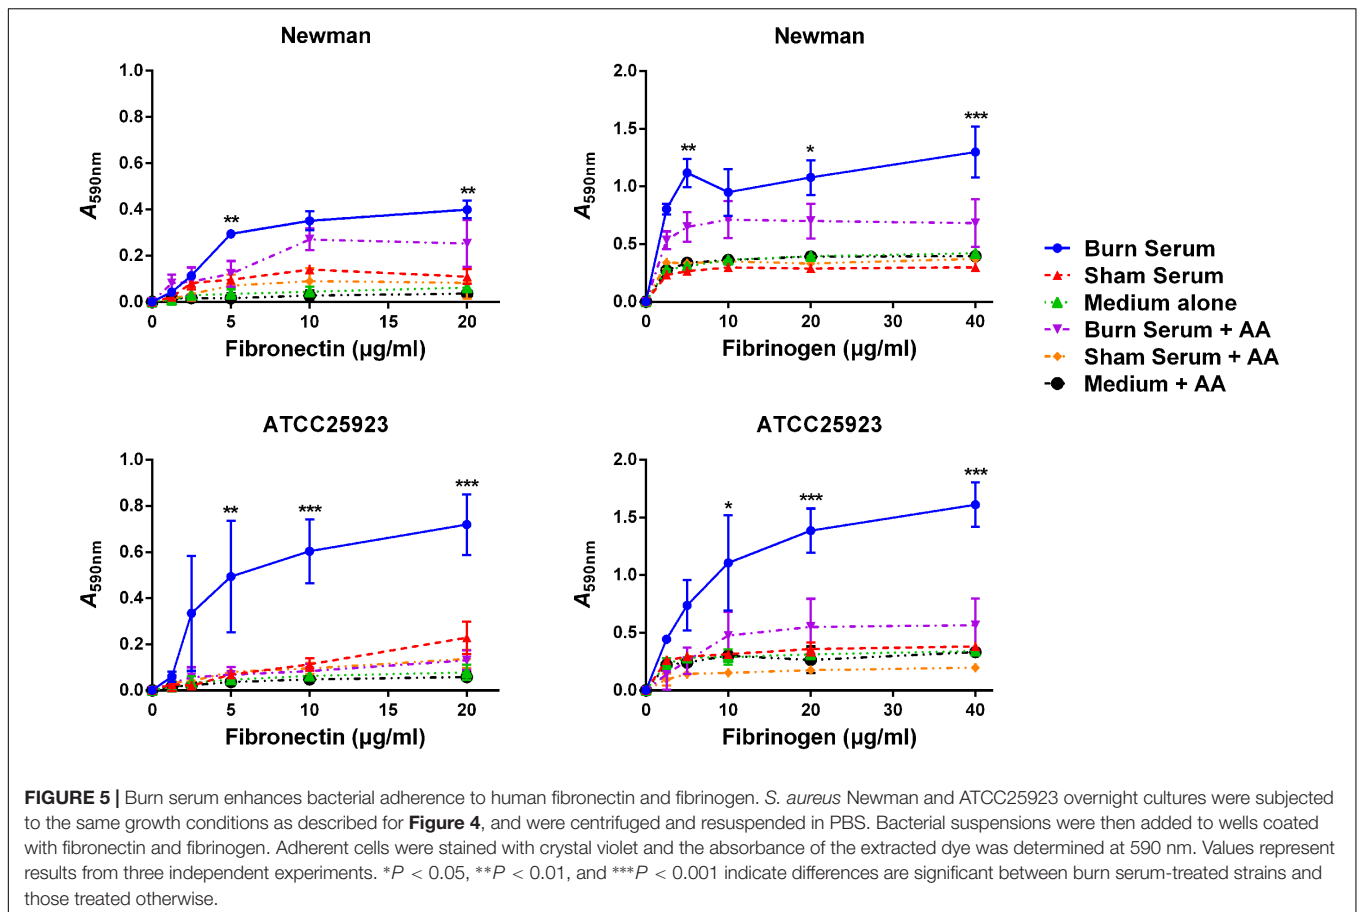 Newman
1.0
0.8
0.6
0.4
0.2
0.0
A590nm
** **
0 5 10 15 20
Fibronectin (µg/ml)
Newman
2.0
1.5
1.0
0.5
0.0
A590nm
** * ***
0 10 20 30 40
Fibrinogen (µg/ml)
Burn Serum
Sham Serum
Medium alone
Burn Serum + AA
Sham Serum + AA
Medium + AA
ATCC25923
1.0
0.8
0.6
0.4
0.2
0.0
A590nm
** *** ***
0 5 10 15 20
Fibronectin (µg/ml)
ATCC25923
2.0
1.5
1.0
0.5
0.0
A590nm
* *** ***
0 10 20 30 40
Fibrinogen (µg/ml)
FIGURE 5 | Burn serum enhances bacterial adherence to human fibronectin and fibrinogen. S. aureus Newman and ATCC25923 overnight cultures were subjected
to the same growth conditions as described for Figure 4, and were centrifuged and resuspended in PBS. Bacterial suspensions were then added to wells coated
with fibronectin and fibrinogen. Adherent cells were stained with crystal violet and the absorbance of the extracted dye was determined at 590 nm. Values represent
results from three independent experiments. *P < 0.05, **P < 0.01, and ***P < 0.001 indicate differences are significant between burn serum-treated strains and
those treated otherwise.